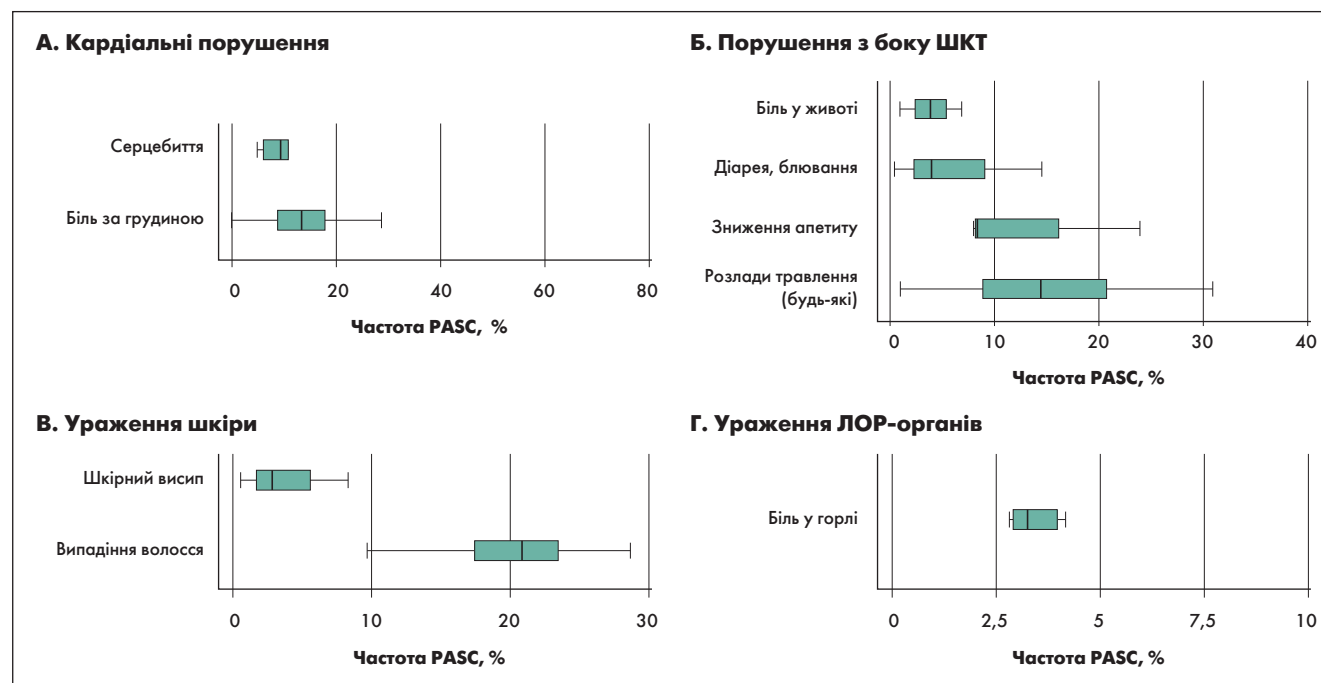 А. Кардіальні порушення
Серцебиття
Біль за грудиною
0 20 40 60 80
Частота PASC, %
Б. Порушення з боку ШКТ
Біль у животі
Діарея, блювання
Зниження апетиту
Розлади травлення
(будь-які)
0 10 20 30 40
Частота PASC, %
В. Ураження шкіри
Шкірний висип
Випадіння волосся
0 10 20 30
Частота PASC, %
Г. Ураження ЛОР-органів
Біль у горлі
0 2,5 5 7,5 10
Частота PASC, %